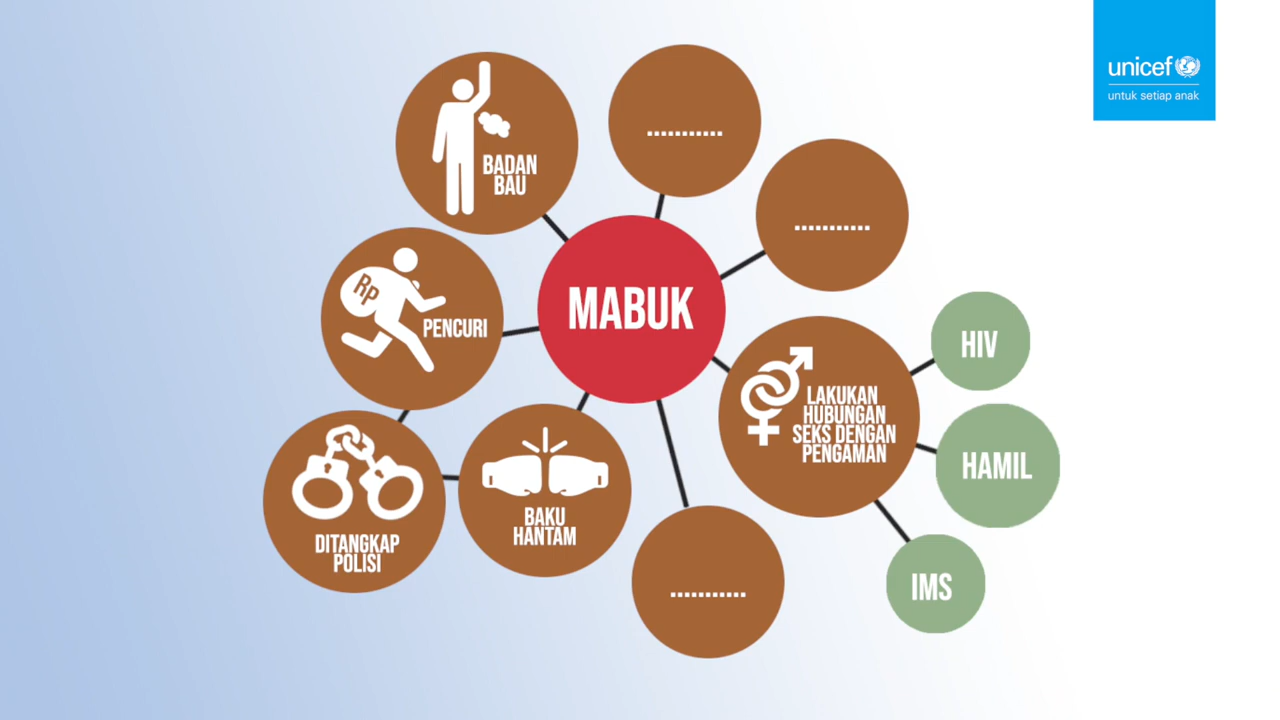 unicef
untuk setiap anak
BADAN
BAU
...........
...........
Rp
PENCURI
MABUK
LAKUKAN
HUBUNGAN
SEKS DENGAN
PENGAMAN
HIV
HAMIL
IMS
DITANGKAP
POLISI
BAKU
HANTAM
...........